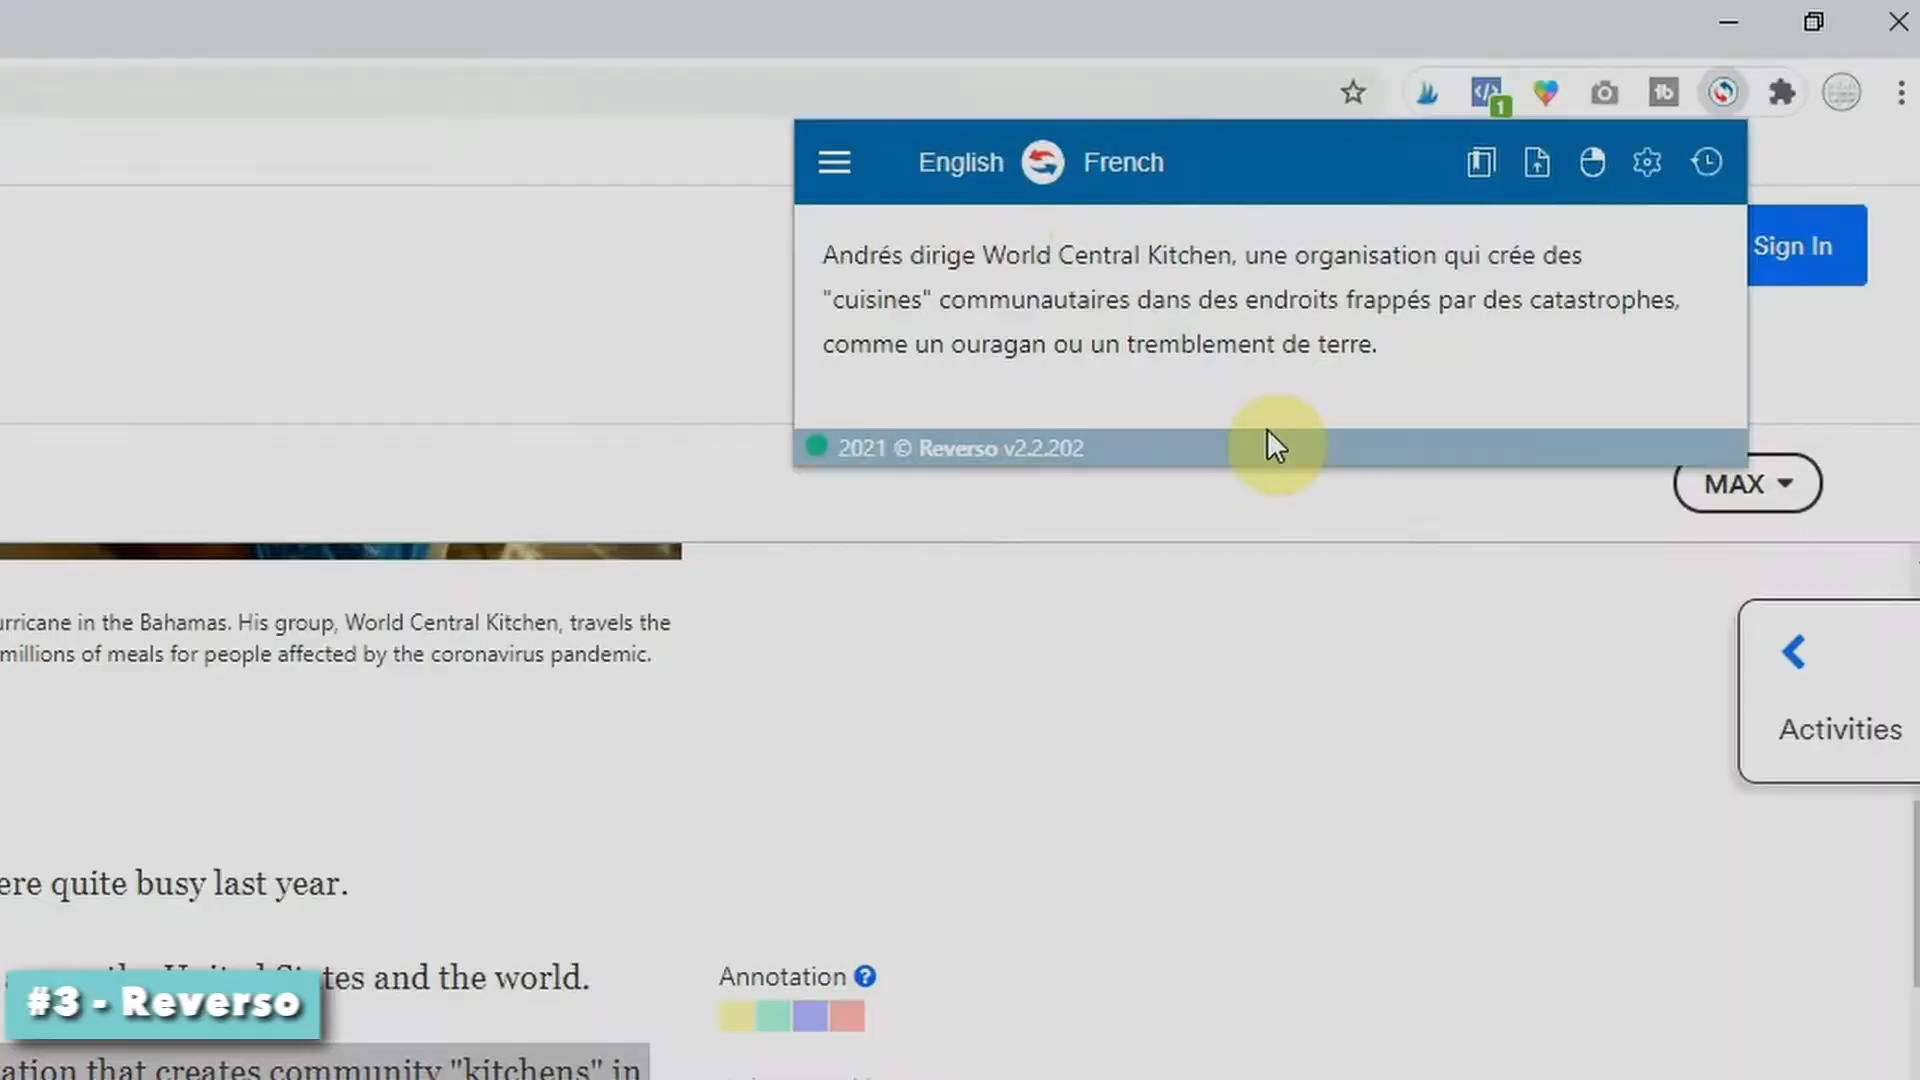 1
English French
Sign In
Andrés dirige World Central Kitchen, une organisation qui crée des
"cuisines" communautaires dans des endroits frappés par des catastrophes,
comme un ouragan ou un tremblement de terre.
2021 © Reverso v2.2.202
MAX
urricane in the Bahamas. His group, World Central Kitchen, travels the
millions of meals for people affected by the coronavirus pandemic.
Activities
ere quite busy last year.
tes and the world.
Annotation ?
#3 - Reverso
ation that creates community "kitchens" in